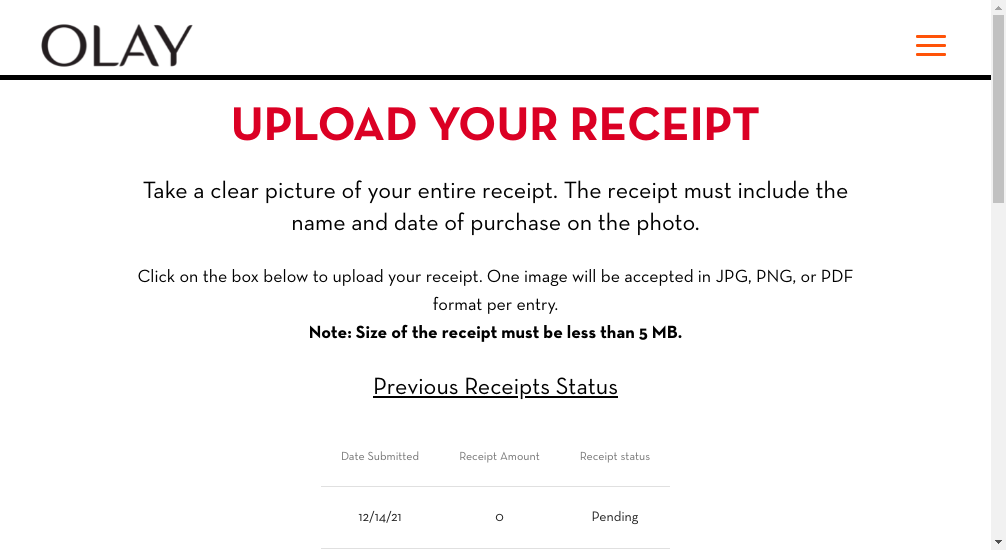 OLAY
UPLOAD YOUR RECEIPT
Take a clear picture of your entire receipt. The receipt must include the
name and date of purchase on the photo.
Click on the box below to upload your receipt. One image will be accepted in JPG, PNG, or PDF
format per entry.
Note: Size of the receipt must be less than 5 MB.
Previous Receipts Status
Date Submitted Receipt Amount Receipt status
12/14/21 0 Pending